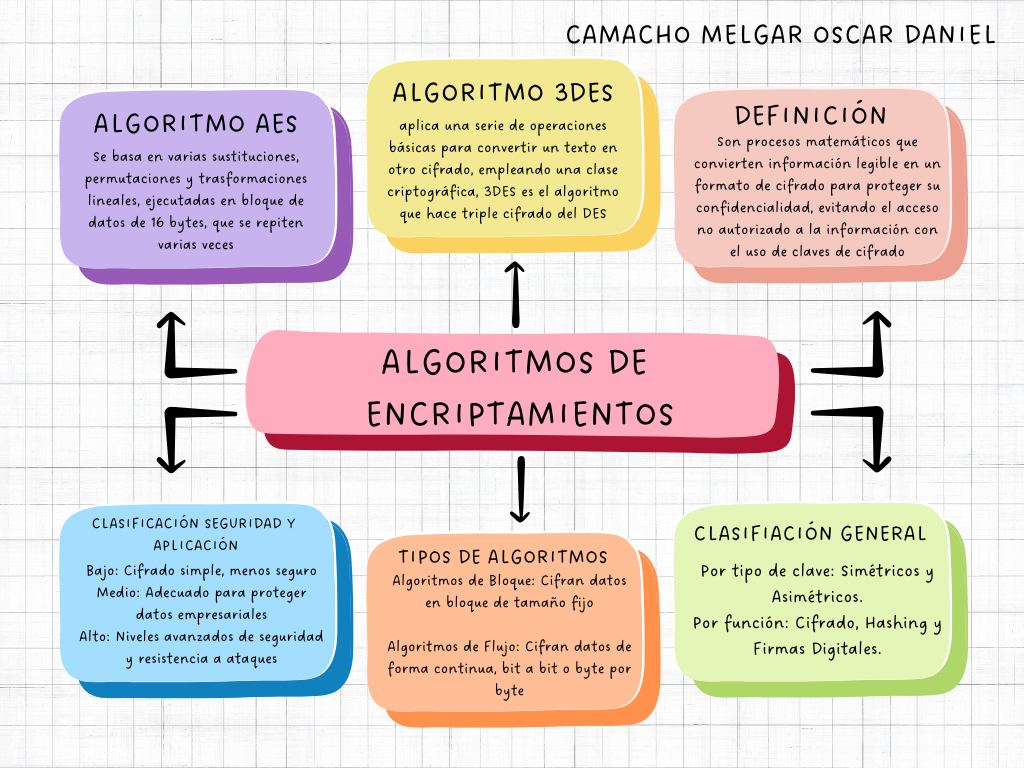 CAMACHO MELGAR OSCAR DANIEL
ALGORITMO AES
Se basa en varias sustituciones,
permutaciones y trasformaciones
lineales, ejecutadas en bloque de
datos de 16 bytes, que se repiten
varias veces
ALGORITMO 3DES
aplica una serie de operaciones
básicas para convertir un texto en
otro cifrado, empleando una clase
criptográfica, 3DES es el algoritmo
que hace triple cifrado del DES
DEFINICIÓN
Son procesos matemáticos que
convierten información legible en un
formato de cifrado para proteger su
confidencialidad, evitando el acceso
no autorizado a la información con
el uso de claves de cifrado
ALGORITMOS DE
ENCRIPTAMIENTOS
CLASIFICACIÓN SEGURIDAD Y
APLICACIÓN
Bajo: Cifrado simple, menos seguro
Medio: Adecuado para proteger
datos empresariales
Alto: Niveles avanzados de seguridad
y resistencia a ataques
TIPOS DE ALGORITMOS
Algoritmos de Bloque: Cifran datos
en bloque de tamaño fijo
Algoritmos de Flujo: Cifran datos de
forma continua, bit a bit o byte por
byte
CLASIFIACIÓN GENERAL
Por tipo de clave: Simétricos y
Asimétricos.
Por función: Cifrado, Hashing y
Firmas Digitales.